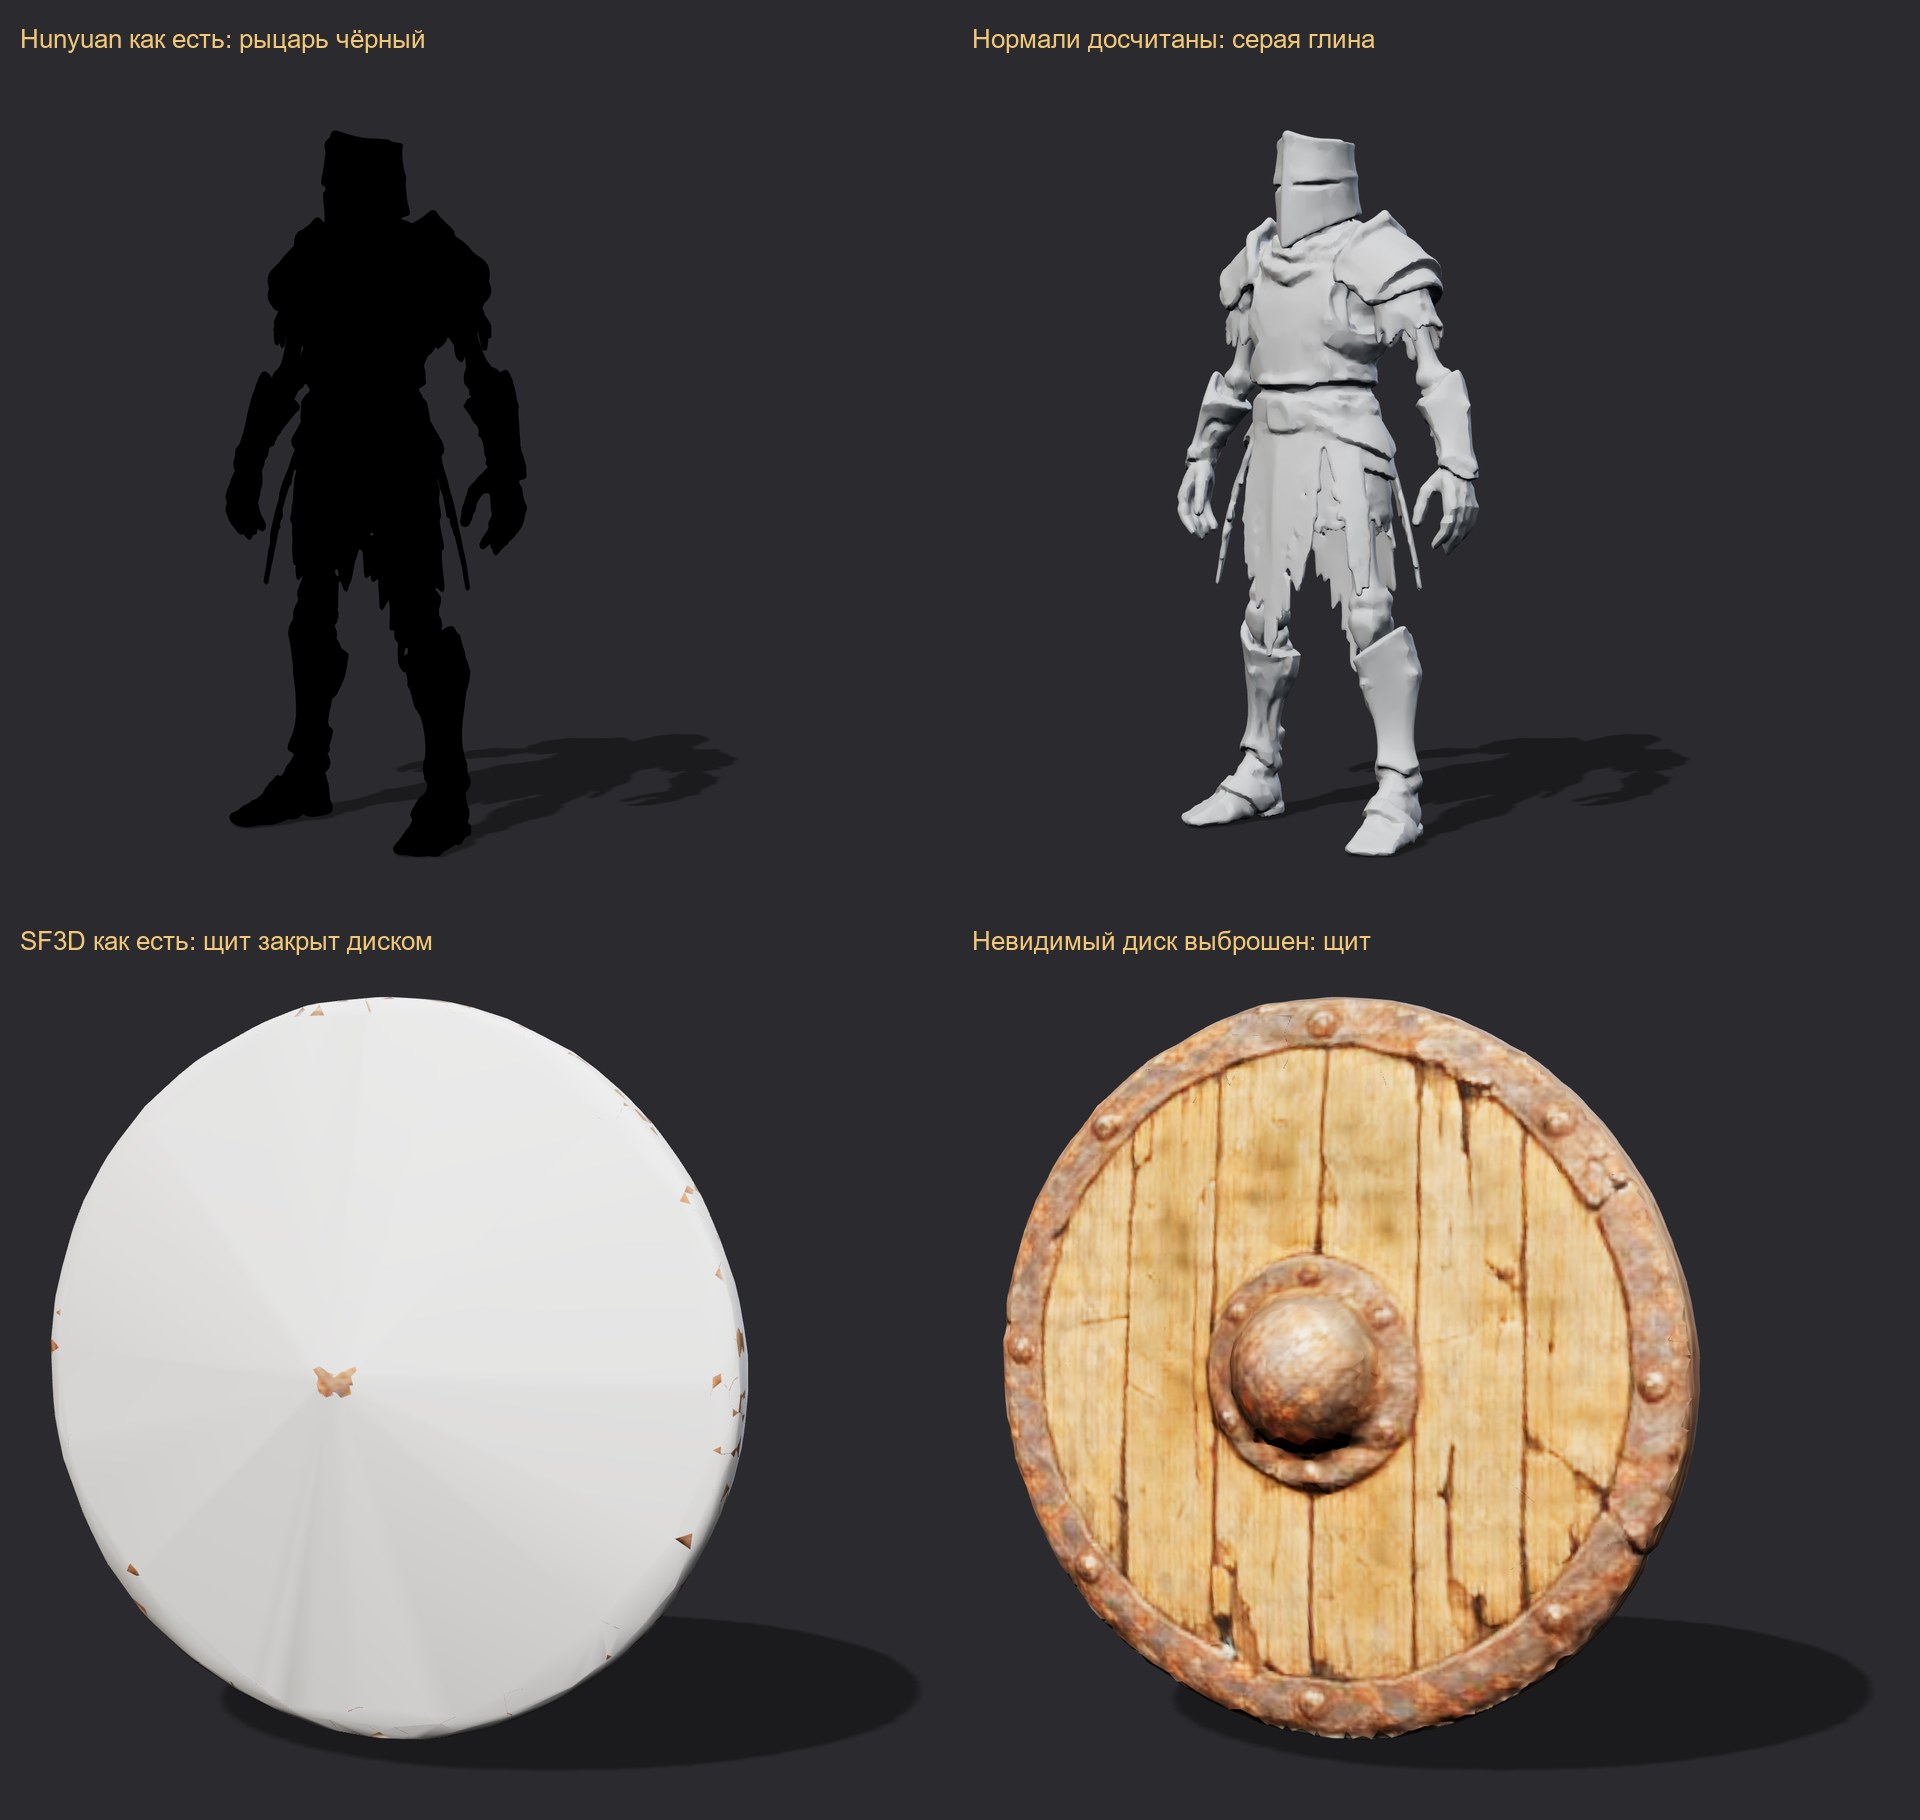 Hunyuan как есть: рыцарь чёрный
Нормали досчитаны: серая глина
SF3D как есть: щит закрыт диском
Невидимый диск выброшен: щит